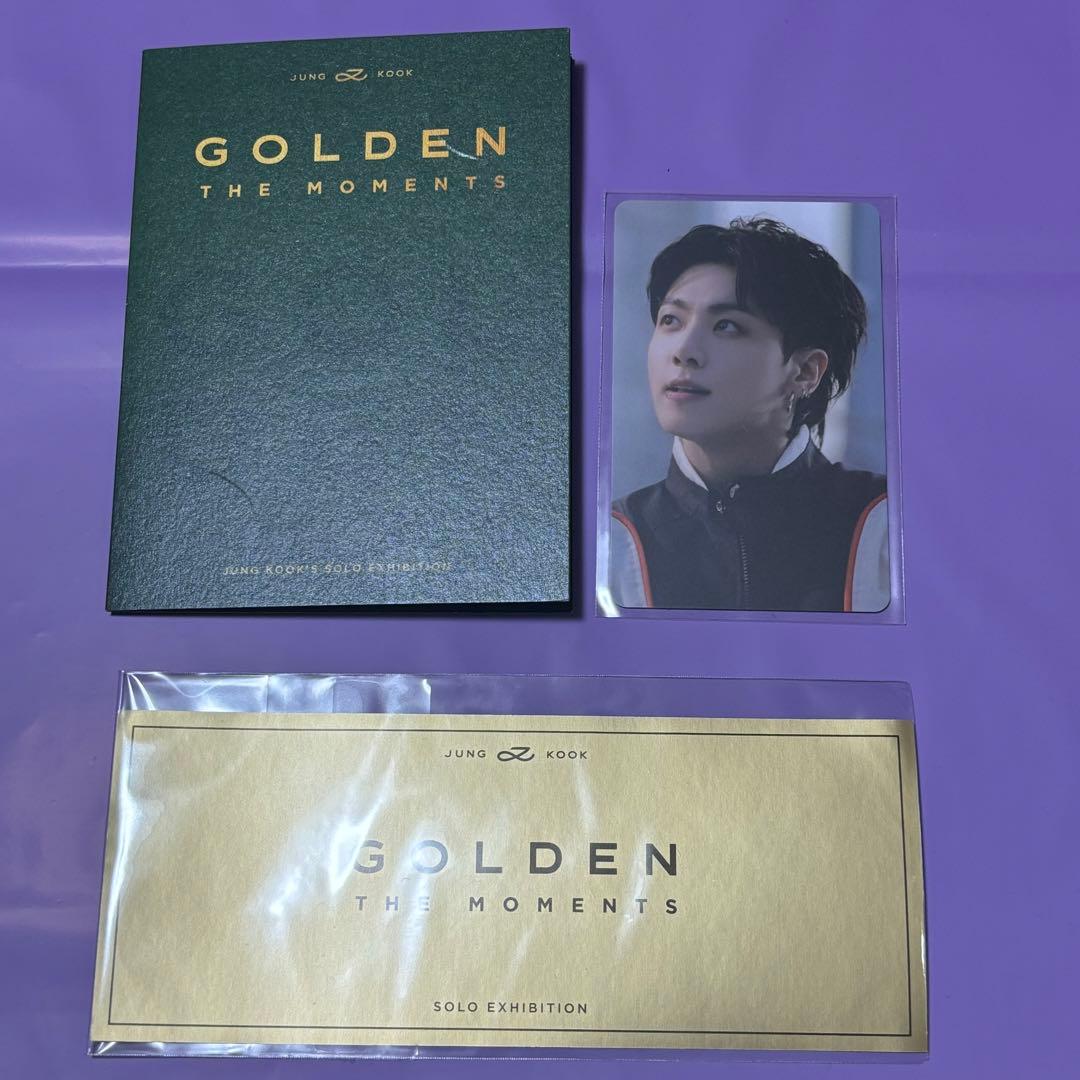 JUNG KOOK
GOLDEN
THE MOMENTS
JUNG KOOK'S SOLO EXHIBITION
JUNG KOOK
GOLDEN
THE MOMENTS
SOLO EXHIBITION